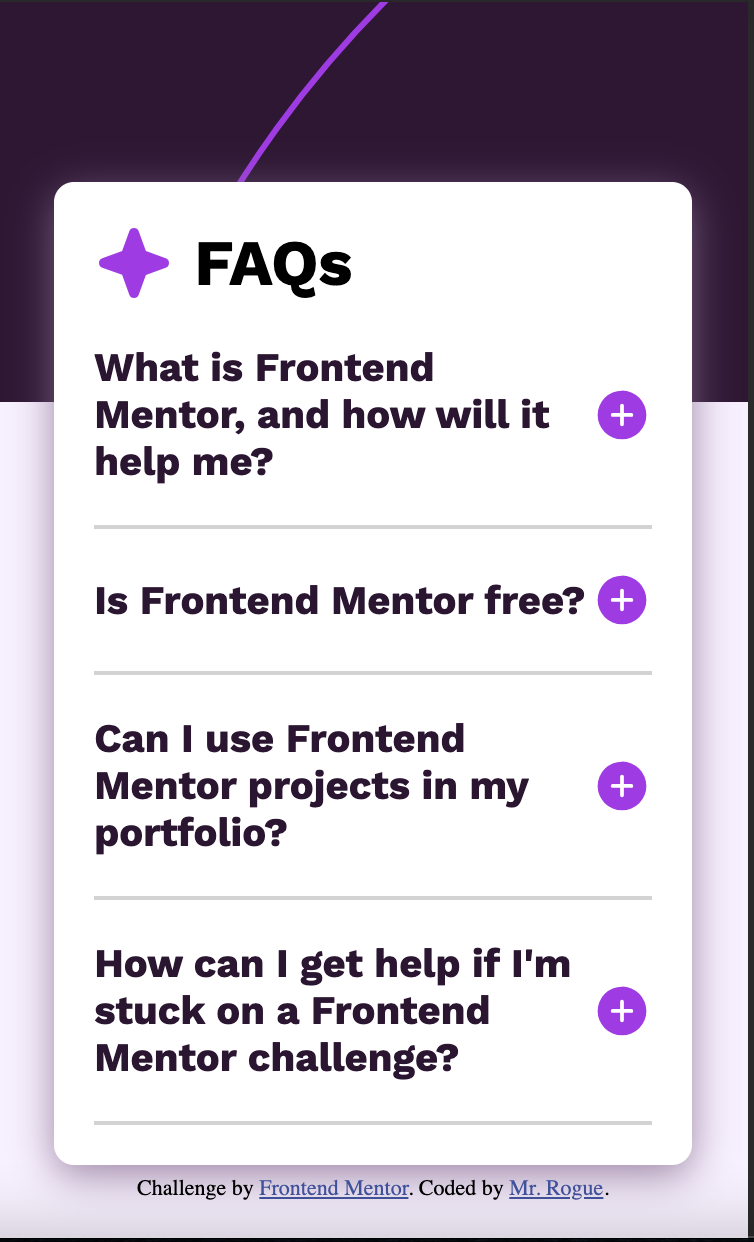 FAQs
What is Frontend
Mentor, and how will it
help me?
Is Frontend Mentor free?
Can I use Frontend
Mentor projects in my
portfolio?
How can I get help if I'm
stuck on a Frontend
Mentor challenge?
Challenge by Frontend Mentor. Coded by Mr. Rogue.